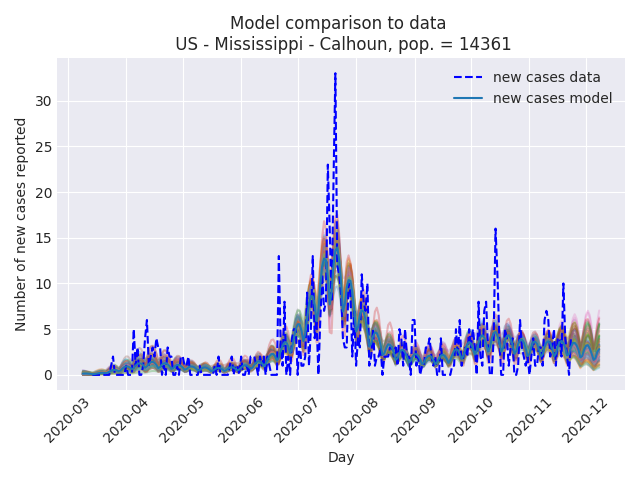 Model comparison to data
US - Mississippi - Calhoun, pop. = 14361
new cases data
new cases model
Number of new cases reported
30
25
20
15
10
5
0
2020-03
2020-04
2020-05
2020-06
2020-07
2020-08
2020-09
2020-10
2020-11
2020-12
Day